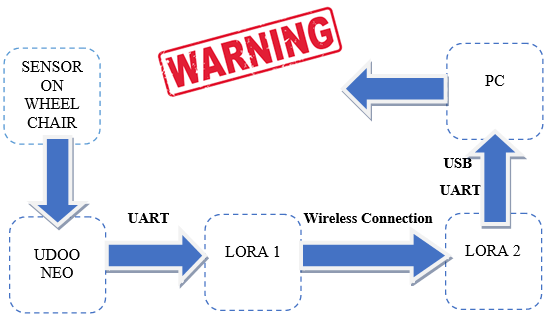 WARNING
SENSOR
ON
WHEEL
CHAIR
PC
USB
UART
UART
Wireless Connection
UDOO
NEO
LORA 1
LORA 2